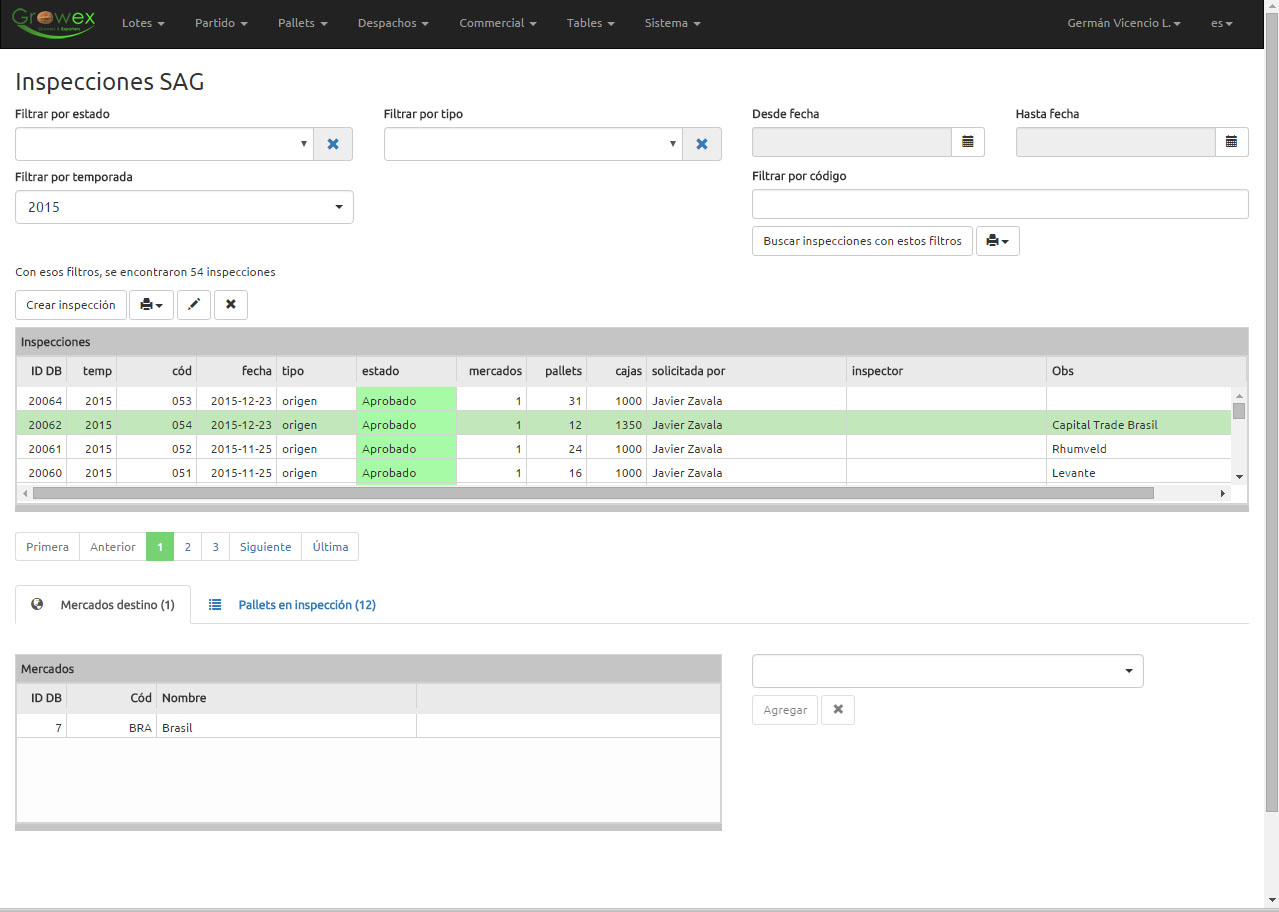 Growex
Lotes Partido Pallets Despachos Commercial Tables Sistema Germán Vicencio L. es
Inspecciones SAG
Filtrar por estado Filtrar por tipo Desde fecha Hasta fecha
Filtrar por temporada Filtrar por código
2015
Buscar inspecciones con estos filtros
Con esos filtros, se encontraron 54 inspecciones
Crear inspección
Inspecciones
ID DB temp cód fecha tipo estado mercados pallets cajas solicitada por inspector Obs
20064 2015 053 2015-12-23 origen Aprobado 1 31 1000 Javier Zavala
20062 2015 054 2015-12-23 origen Aprobado 1 12 1350 Javier Zavala Capital Trade Brasil
20061 2015 052 2015-11-25 origen Aprobado 1 24 1000 Javier Zavala Rhumveld
20060 2015 051 2015-11-25 origen Aprobado 1 16 1000 Javier Zavala Levante
Primera Anterior 1 2 3 Siguiente Última
Mercados destino (1) Pallets en inspección (12)
Mercados
ID DB Cód Nombre
7 BRA Brasil
Agregar